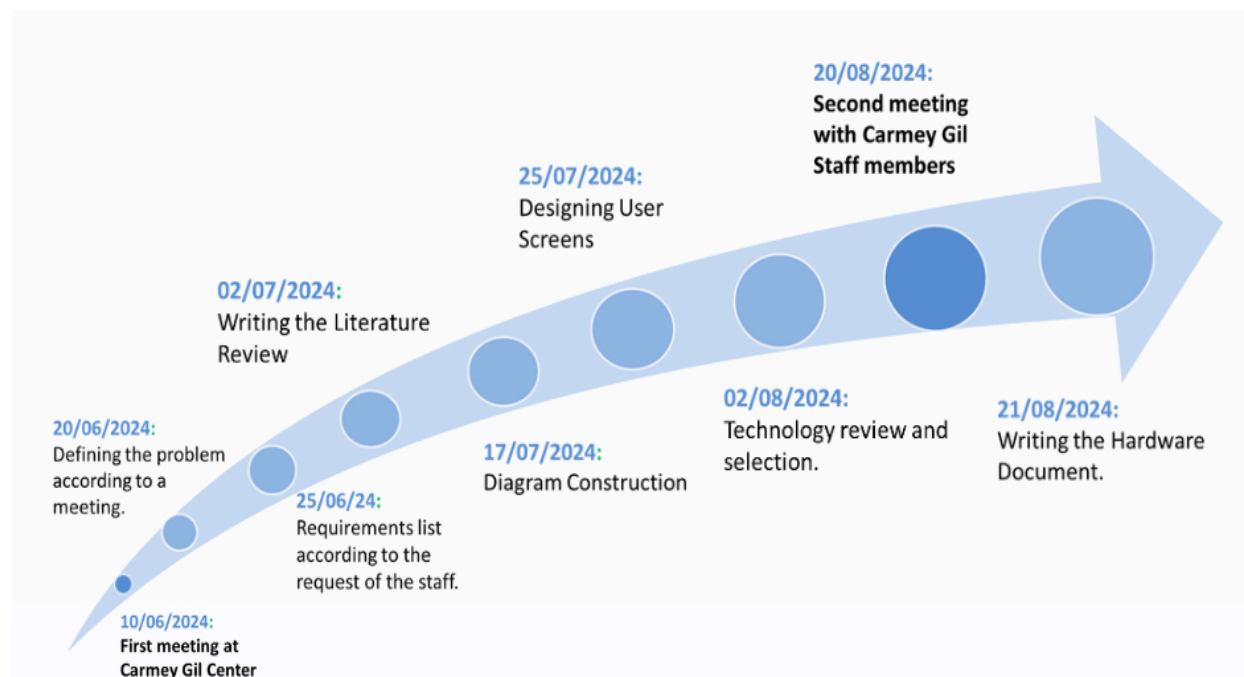 10/06/2024:
First meeting at
Carmey Gil Center
20/06/2024:
Defining the problem
according to a
meeting.
25/06/24:
Requirements list
according to the
request of the staff.
02/07/2024:
Writing the Literature
Review
17/07/2024:
Diagram Construction
25/07/2024:
Designing User
Screens
02/08/2024:
Technology review and
selection.
20/08/2024:
Second meeting
with Carmey Gil
Staff members
21/08/2024:
Writing the Hardware
Document.